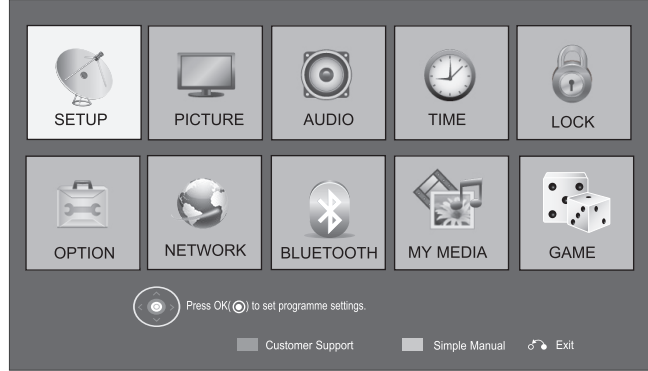 SETUP
PICTURE
AUDIO
TIME
LOCK
OPTION
NETWORK
BLUETOOTH
MY MEDIA
GAME
Press OK(◉) to set programme settings.
Customer Support
Simple Manual
Exit